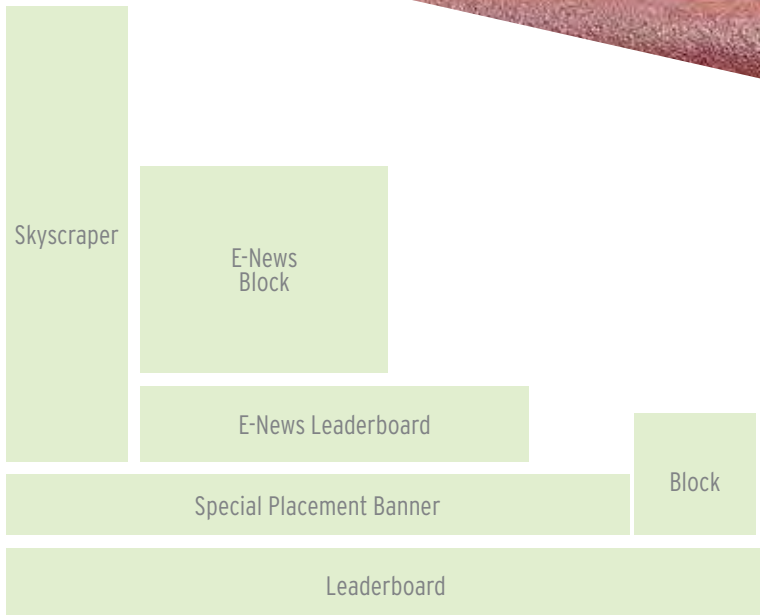 Skyscraper
E-News
Block
E-News Leaderboard
Block
Special Placement Banner
Leaderboard